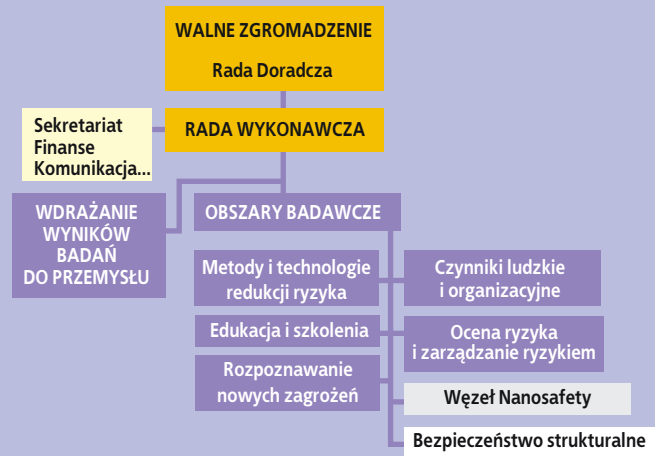 WALNE ZGROMADZENIE
Rada Doradcza
Sekretariat
Finanse
Komunikacja...
RADA WYKONAWCZA
WDRAŻANIE
WYNIKÓW
BADAŃ
DO PRZEMYSŁU
OBSZARY BADAWCZE
Metody i technologie
redukcji ryzyka
Czynniki ludzkie
i organizacyjne
Edukacja i szkolenia
Ocena ryzyka
i zarządzanie ryzykiem
Rozpoznawanie
nowych zagrożeń
Węzeł Nanosafety
Bezpieczeństwo strukturalne